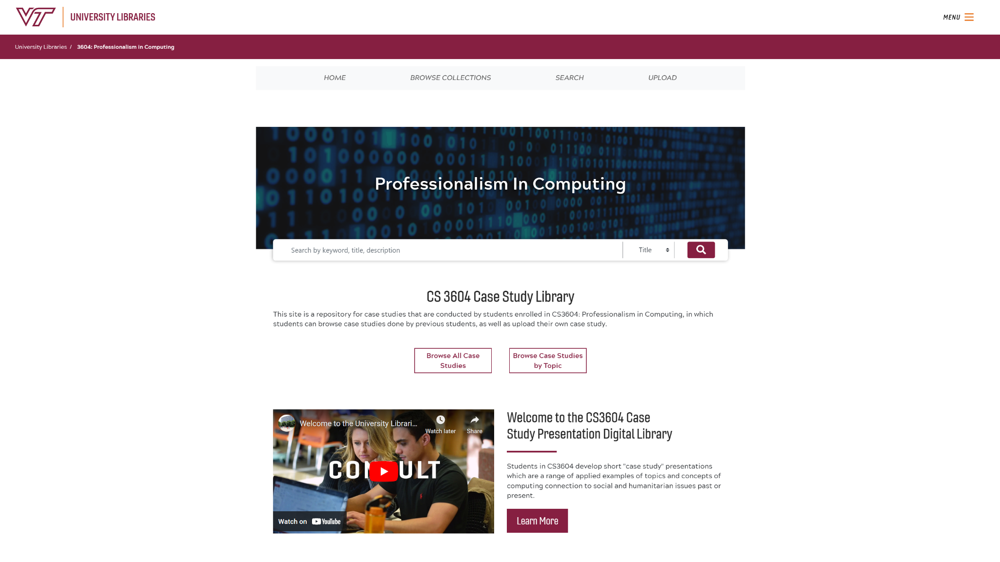 VT
UNIVERSITY LIBRARIES
MENU
University Libraries / 3604: Professionalism in Computing
HOME
BROWSE COLLECTIONS
SEARCH
UPLOAD
Professionalism In Computing
Search by keyword, title, description
Title
CS 3604 Case Study Library
This site is a repository for case studies that are conducted by students enrolled in CS3604: Professionalism in Computing, in which
students can browse case studies done by previous students, as well as upload their own case study.
Browse All Case
Studies
Browse Case Studies
by Topic
Welcome to the University Librari...
Watch later
Share
Watch on YouTube
Welcome to the CS3604 Case
Study Presentation Digital Library
Students in CS3604 develop short "case study" presentations
which are a range of applied examples of topics and concepts of
computing connection to social and humanitarian issues past or
present.
Learn More